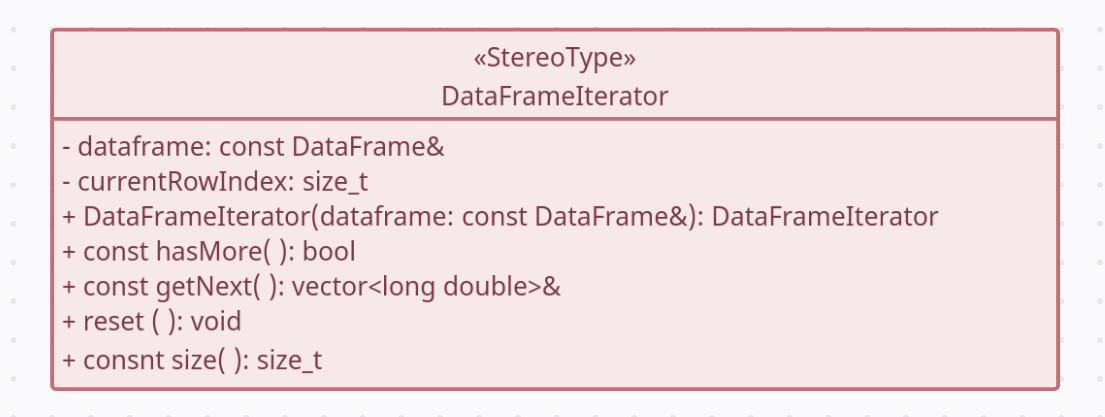 «StereoType»
DataFrameIterator
- dataframe: const DataFrame&
- currentRowIndex: size_t
+ DataFrameIterator(dataframe: const DataFrame&): DataFrameIterator
+ const hasMore( ): bool
+ const getNext( ): vector<long double>&
+ reset ( ): void
+ consnt size( ): size_t